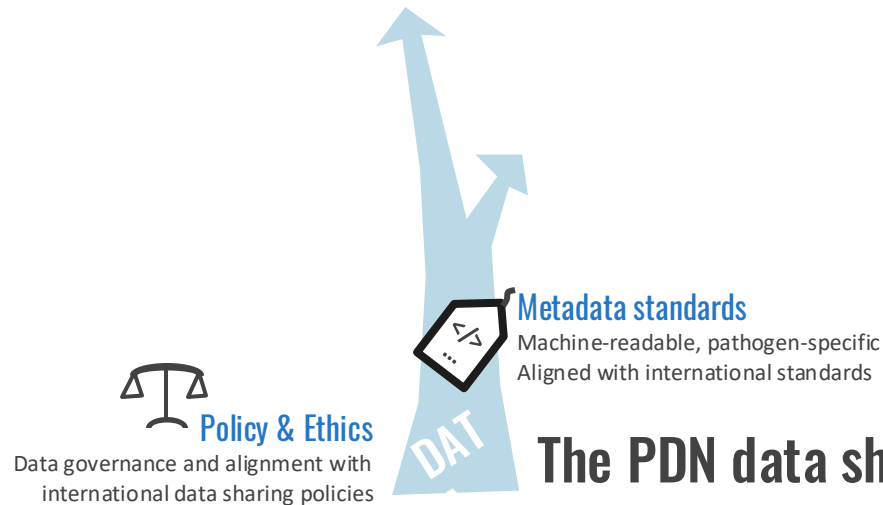 Metadata standards
Machine-readable, pathogen-specific
Aligned with international standards
Policy & Ethics
Data governance and alignment with
international data sharing policies
DAT
The PDN data sh